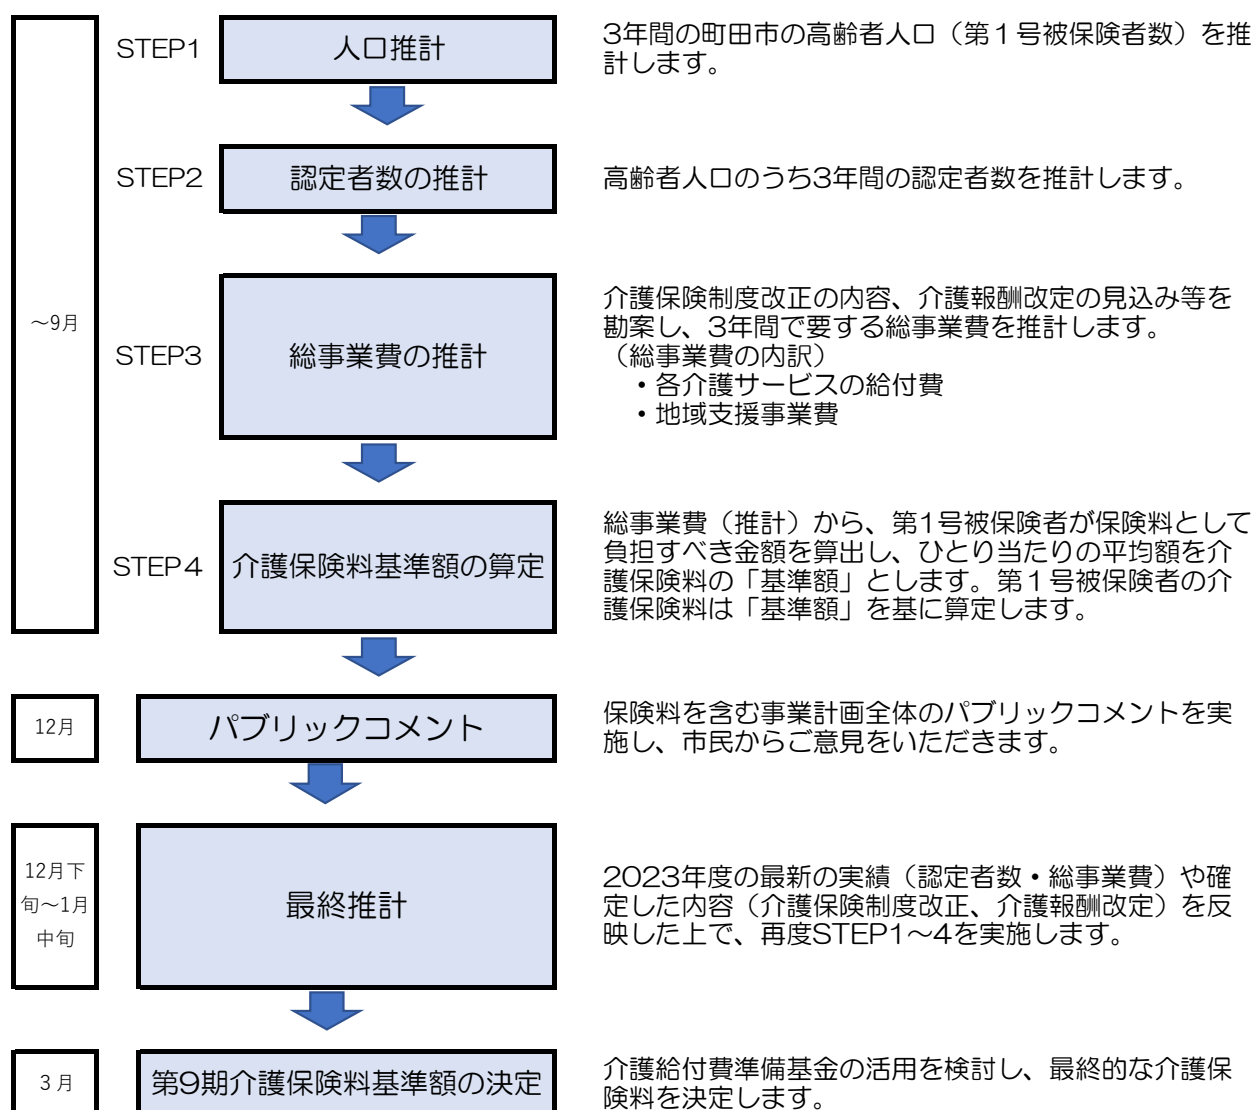 ～9月
STEP1
人口推計
3年間の町田市の高齢者人口（第１号被保険者数）を推
計します。
STEP2
認定者数の推計
高齢者人口のうち3年間の認定者数を推計します。
STEP3
総事業費の推計
介護保険制度改正の内容、介護報酬改定の見込み等を
勘案し、3年間で要する総事業費を推計します。
（総事業費の内訳）
・各介護サービスの給付費
・地域支援事業費
STEP４
介護保険料基準額の算定
総事業費（推計）から、第1号被保険者が保険料として
負担すべき金額を算出し、ひとり当たりの平均額を介
護保険料の「基準額」とします。第１号被保険者の介
護保険料は「基準額」を基に算定します。
12月
パブリックコメント
保険料を含む事業計画全体のパブリックコメントを実
施し、市民からご意見をいただきます。
12月下
旬～1月
中旬
最終推計
2023年度の最新の実績（認定者数・総事業費）や確
定した内容（介護保険制度改正、介護報酬改定）を反
映した上で、再度STEP1～4を実施します。
３月
第9期介護保険料基準額の決定
介護給付費準備基金の活用を検討し、最終的な介護保
険料を決定します。